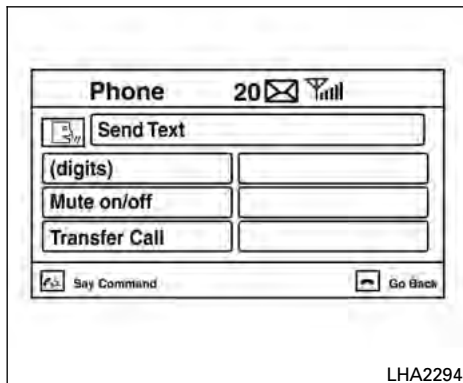 Phone 20
Send Text
(digits)
Mute on/off
Transfer Call
Say Command Go Back
LHA2294